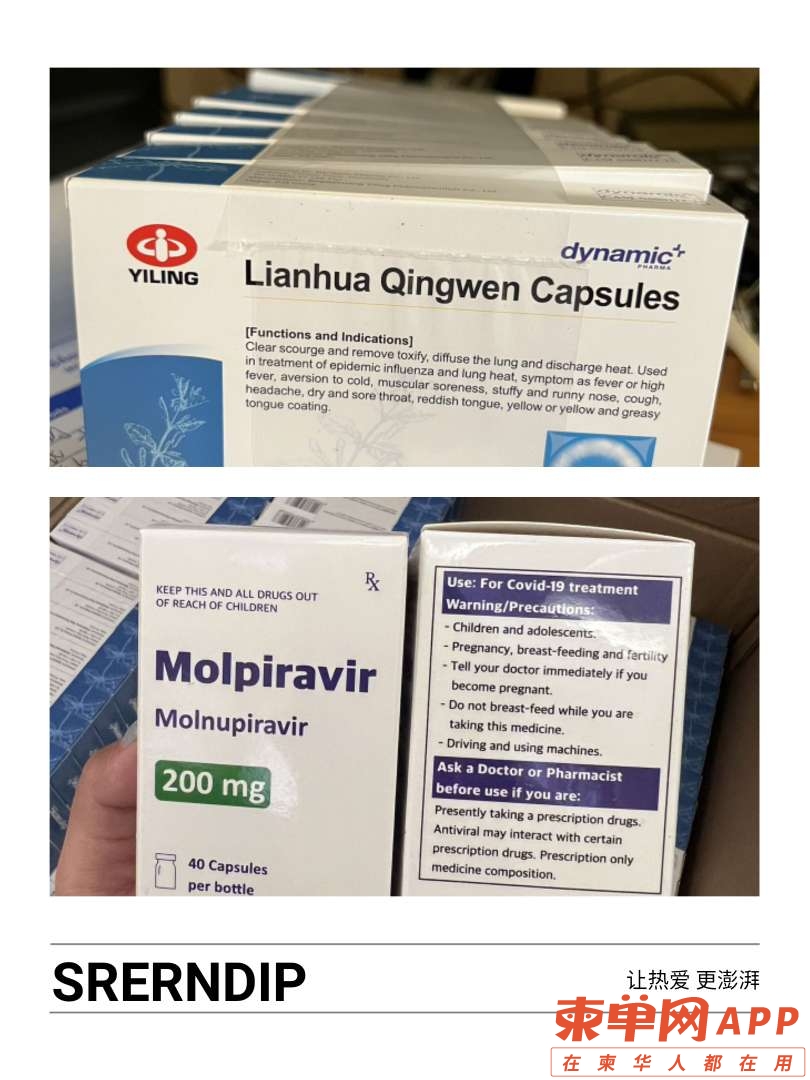 YILING
dynamic
PHARMA
Lianhua Qingwen Capsules
[Functions and Indications]
Clear scourge and remove toxify, diffuse the lung and discharge heat. Used
in treatment of epidemic influenza and lung heat, symptom as fever or high
fever, aversion to cold, muscular soreness, stuffy and runny nose, cough,
headache, dry and sore throat, reddish tongue, yellow or yellow and greasy
tongue coating.
KEEP THIS AND ALL DRUGS OUT
OF REACH OF CHILDREN
Rx
Molpiravir
Molnupiravir
200 mg
40 Capsules
per bottle
Use: For Covid-19 treatment
Warning/Precautions:
- Children and adolescents.
- Pregnancy, breast-feeding and fertility
- Tell your doctor immediately if you
become pregnant.
- Do not breast-feed while you are
taking this medicine.
- Driving and using machines.
Ask a Doctor or Pharmacist
before use if you are:
Presently taking a prescription drugs.
Antiviral may interact with certain
prescription drugs. Prescription only
medicine composition.
SRERNDIP
让热爱 更澎湃
柬单网APP
在柬华人都在用